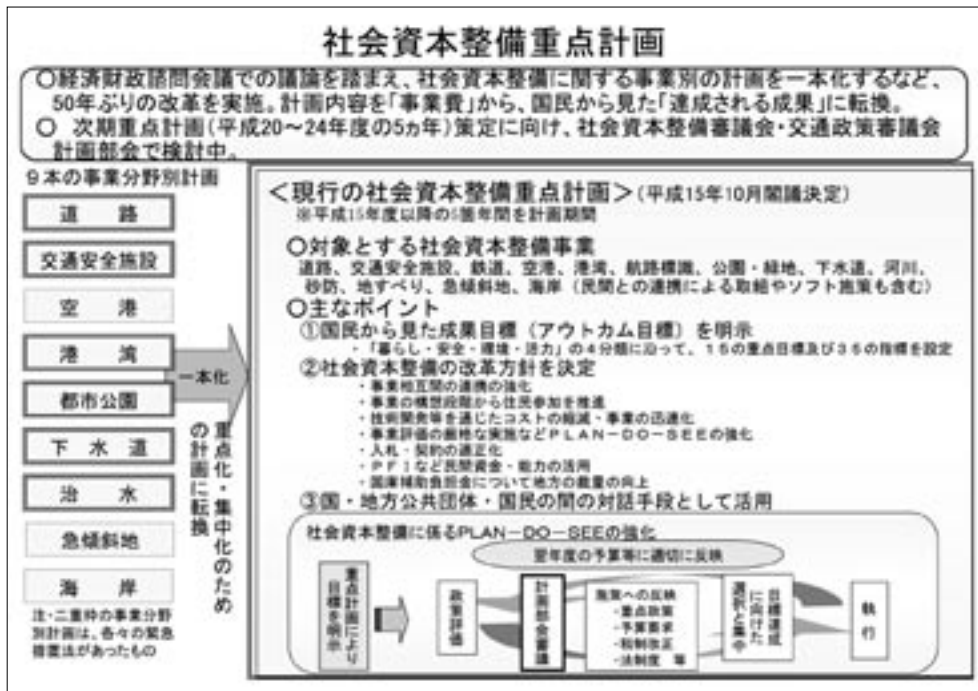 社会資本整備重点計画
○経済財政諮問会議での議論を踏まえ、社会資本整備に関する事業別の計画を一本化するなど、
50年ぶりの改革を実施。計画内容を「事業費」から、国民から見た「達成される成果」に転換。
○ 次期重点計画(平成20～24年度の5ヵ年)策定に向け、社会資本整備審議会・交通政策審議会
計画部会で検討中。
9本の事業分野別計画
道 路
交通安全施設
空 港
港 湾
都市公園
下 水 道
治 水
急傾斜地
海 岸
注・二重枠の事業分野
別計画は、各々の緊急
措置法があったもの
一本化
重点化・集中化のため
の計画に転換
＜現行の社会資本整備重点計画＞(平成15年10月閣議決定)
※平成15年度以降の5箇年間を計画期間
○対象とする社会資本整備事業
道路、交通安全施設、鉄道、空港、港湾、航路標識、公園・緑地、下水道、河川、
砂防、地すべり、急傾斜地、海岸（民間との連携による取組やソフト施策も含む）
○主なポイント
①国民から見た成果目標（アウトカム目標）を明示
・「暮らし・安全・環境・活力」の4分類に沿って、15の重点目標及び35の指標を設定
②社会資本整備の改革方針を決定
・事業相互間の連携の強化
・事業の構想段階から住民参加を推進
・技術開発等を通じたコストの縮減・事業の迅速化
・事業評価の厳格な実施などPLAN－DO－SEEの強化
・入札・契約の適正化
・PFIなど民間資金・能力の活用
・国庫補助負担金について地方の裁量の向上
③国・地方公共団体・国民の間の対話手段として活用
社会資本整備に係るPLAN－DO－SEEの強化
翌年度の予算等に適切に反映
重点計画により
目標を明示
政策評価
計画部会審議
施策への反映
・重点政策
・予算要求
・税制改正
・法制度 等
目標達成
に向けた
選択と集中
執行